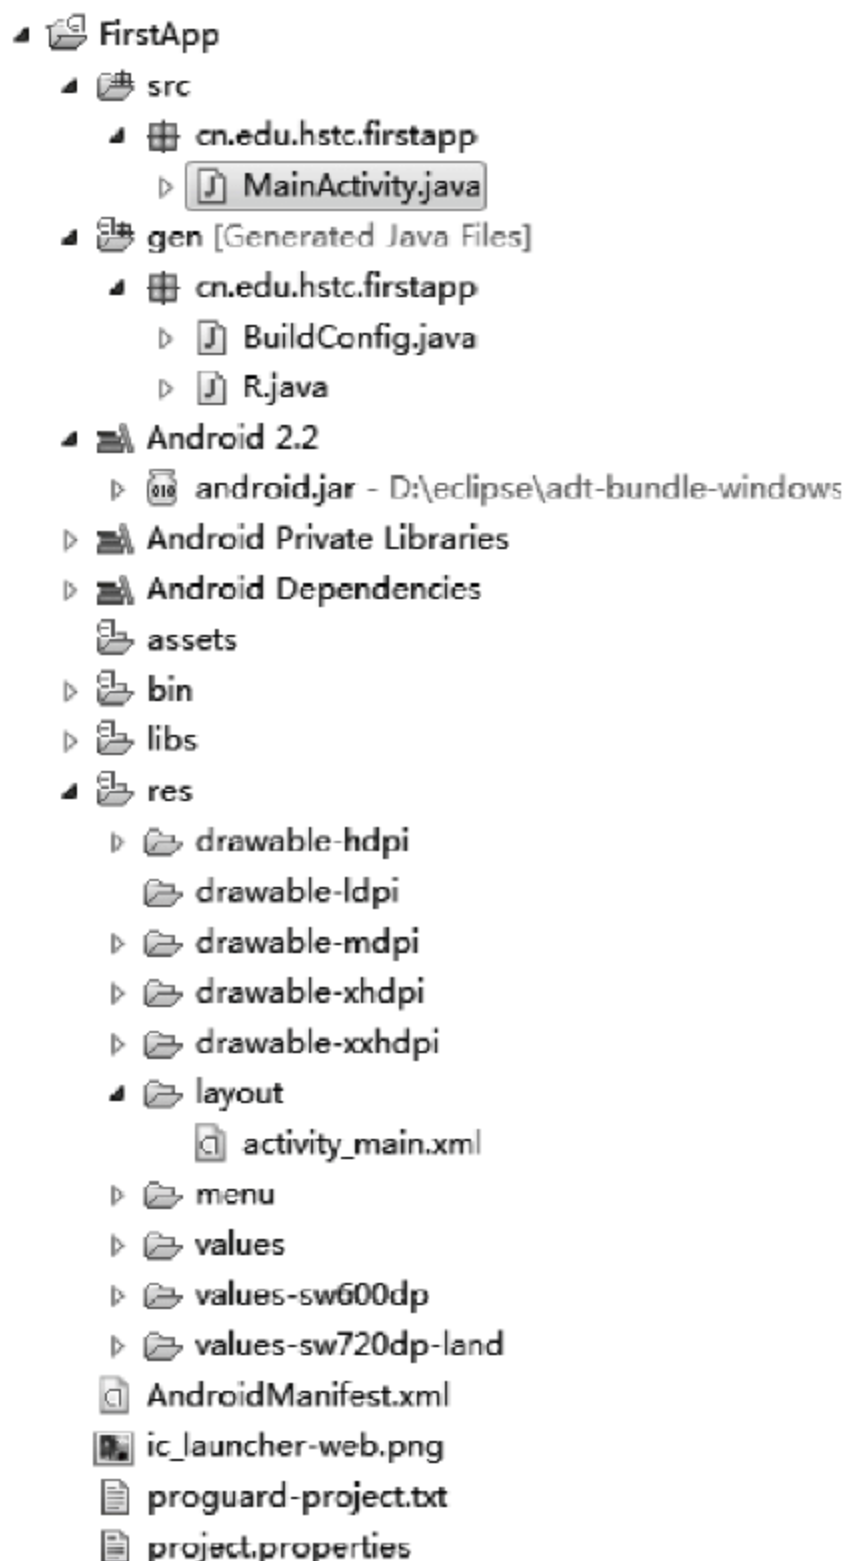 FirstApp
src
cn.edu.hstc.firstapp
MainActivity.java
gen [Generated Java Files]
cn.edu.hstc.firstapp
BuildConfig.java
R.java
Android 2.2
android.jar - D:\eclipse\adt-bundle-windows
Android Private Libraries
Android Dependencies
assets
bin
libs
res
drawable-hdpi
drawable-ldpi
drawable-mdpi
drawable-xhdpi
drawable-xxhdpi
layout
activity_main.xml
menu
values
values-sw600dp
values-sw720dp-land
AndroidManifest.xml
ic_launcher-web.png
proguard-project.txt
project.properties